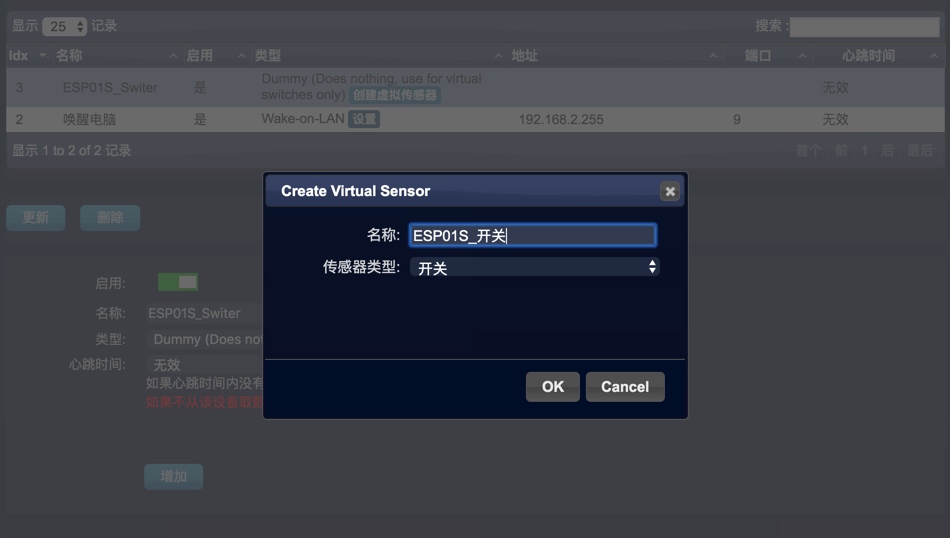 显示 25 记录 搜索:
Idx 名称 启用 类型 地址 端口 心跳时间
3 ESP01S_Switer 是 Dummy (Does nothing, use for virtual switches only) 创建虚拟传感器 无效
2 唤醒电脑 是 Wake-on-LAN 设置 192.168.2.255 9 无效
显示 1 to 2 of 2 记录 首个 前 1 后 最后
Create Virtual Sensor
名称: ESP01S_开关
传感器类型: 开关
OK Cancel
更新 删除
启用:
名称: ESP01S_Switer
类型: Dummy (Does not
心跳时间: 无效
如果心跳时间内没有
如果不从该设备取数
增加